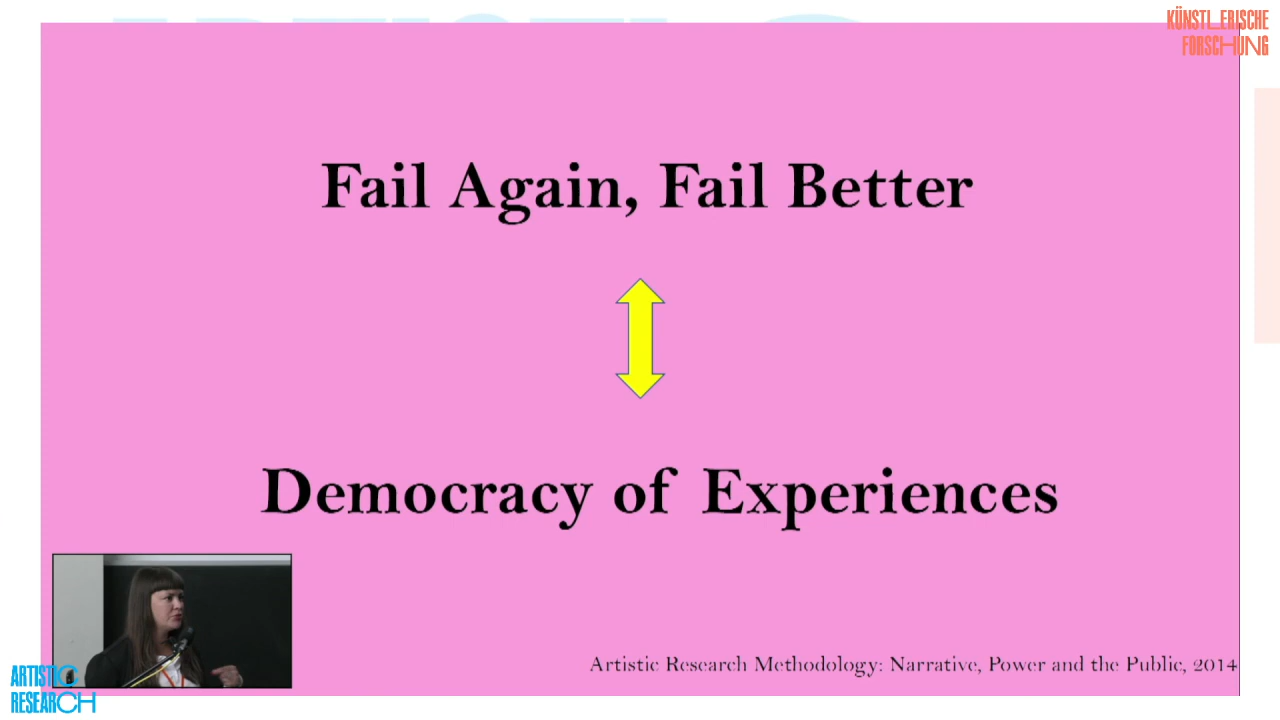 KÜNSTLERISCHE
FORSCHUNG
Fail Again, Fail Better
Democracy of Experiences
Artistic Research Methodology: Narrative, Power and the Public, 2014
ARTISTIC
RESEARCH